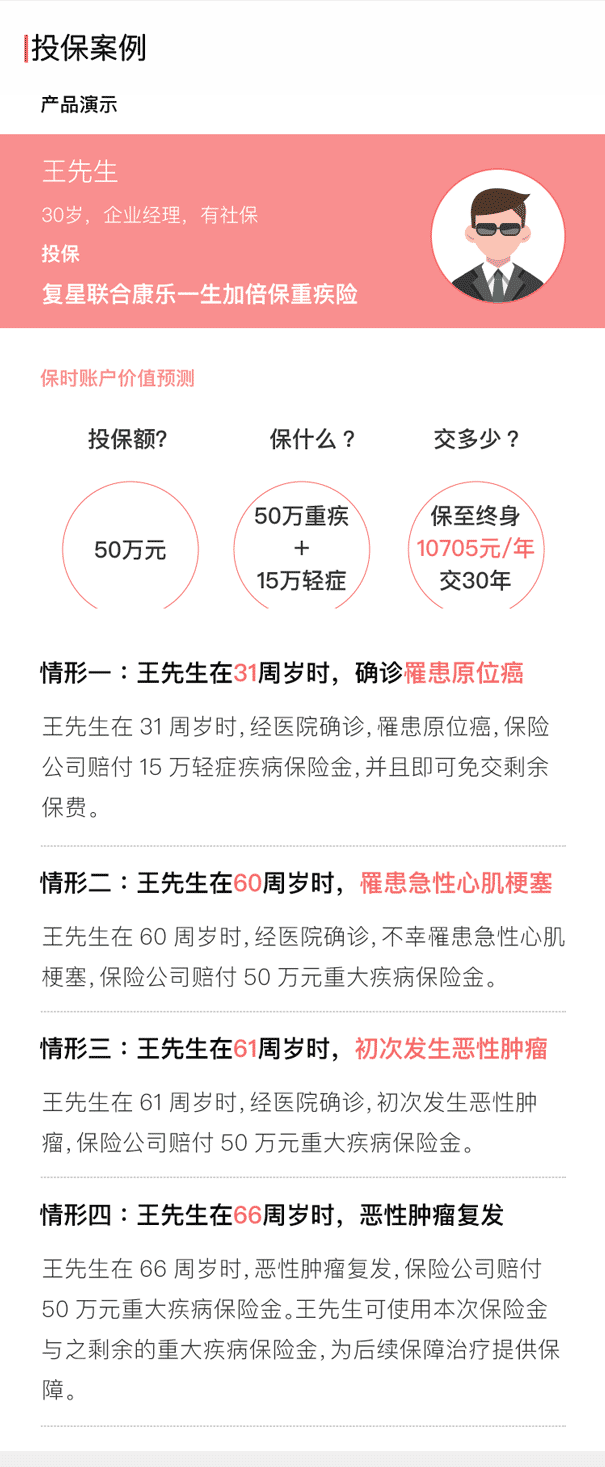 投保案例
产品演示
王先生
30岁，企业经理，有社保
投保
复星联合康乐一生加倍保重疾险
保时账户价值预测
投保额?
保什么？
交多少？
50万元
50万重疾
+
15万轻症
保至终身
10705元/年
交30年
情形一：王先生在31周岁时，确诊罹患原位癌
王先生在 31 周岁时,经医院确诊,罹患原位癌,保险
公司赔付 15 万轻症疾病保险金,并且即可免交剩余
保费。
情形二：王先生在60周岁时，罹患急性心肌梗塞
王先生在 60 周岁时,经医院确诊,不幸罹患急性心肌
梗塞,保险公司赔付 50 万元重大疾病保险金。
情形三：王先生在61周岁时，初次发生恶性肿瘤
王先生在 61 周岁时,经医院确诊,初次发生恶性肿
瘤,保险公司赔付 50 万元重大疾病保险金。
情形四：王先生在66周岁时，恶性肿瘤复发
王先生在 66 周岁时,恶性肿瘤复发,保险公司赔付
50 万元重大疾病保险金。王先生可使用本次保险金
与之剩余的重大疾病保险金,为后续保障治疗提供保
障。